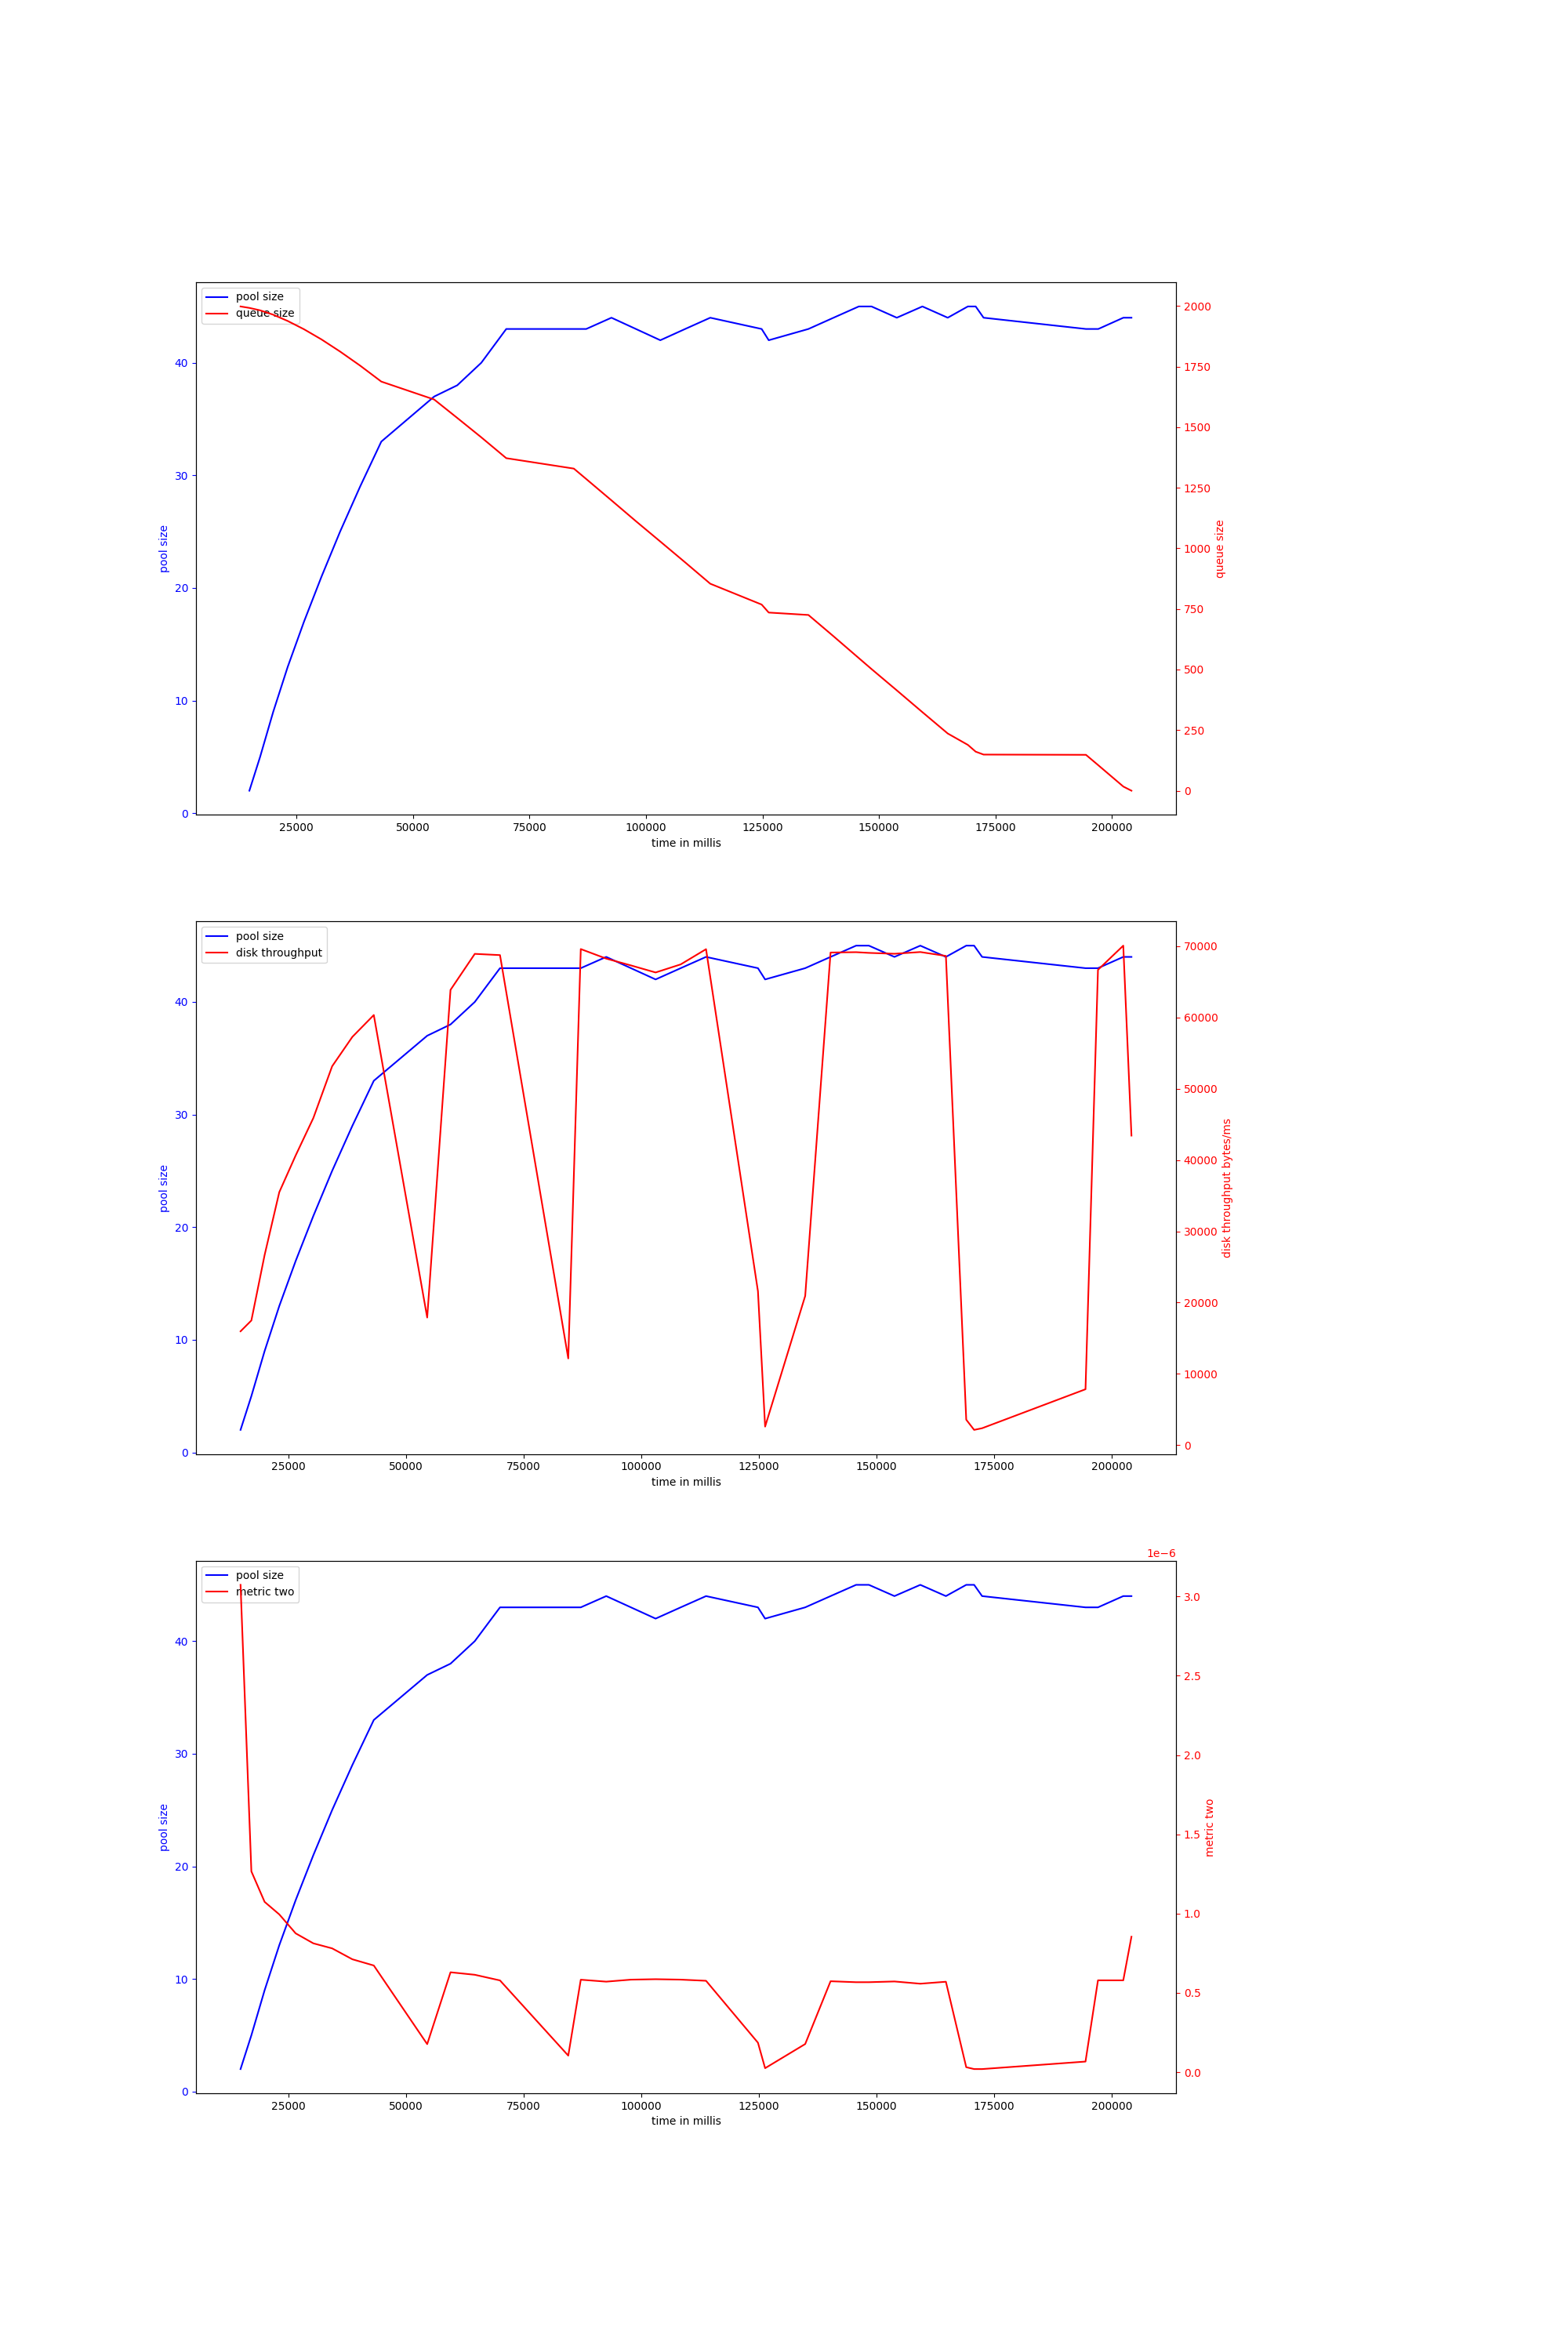 pool size
queue size
0
10
20
30
40
pool size
0
250
500
750
1000
1250
1500
1750
2000
queue size
25000 50000 75000 100000 125000 150000 175000 200000
time in millis
pool size
disk throughput
0
10
20
30
40
pool size
0
10000
20000
30000
40000
50000
60000
70000
disk throughput bytes/ms
25000 50000 75000 100000 125000 150000 175000 200000
time in millis
1e−6
pool size
metric two
0
10
20
30
40
pool size
0.0
0.5
1.0
1.5
2.0
2.5
3.0
metric two
25000 50000 75000 100000 125000 150000 175000 200000
time in millis